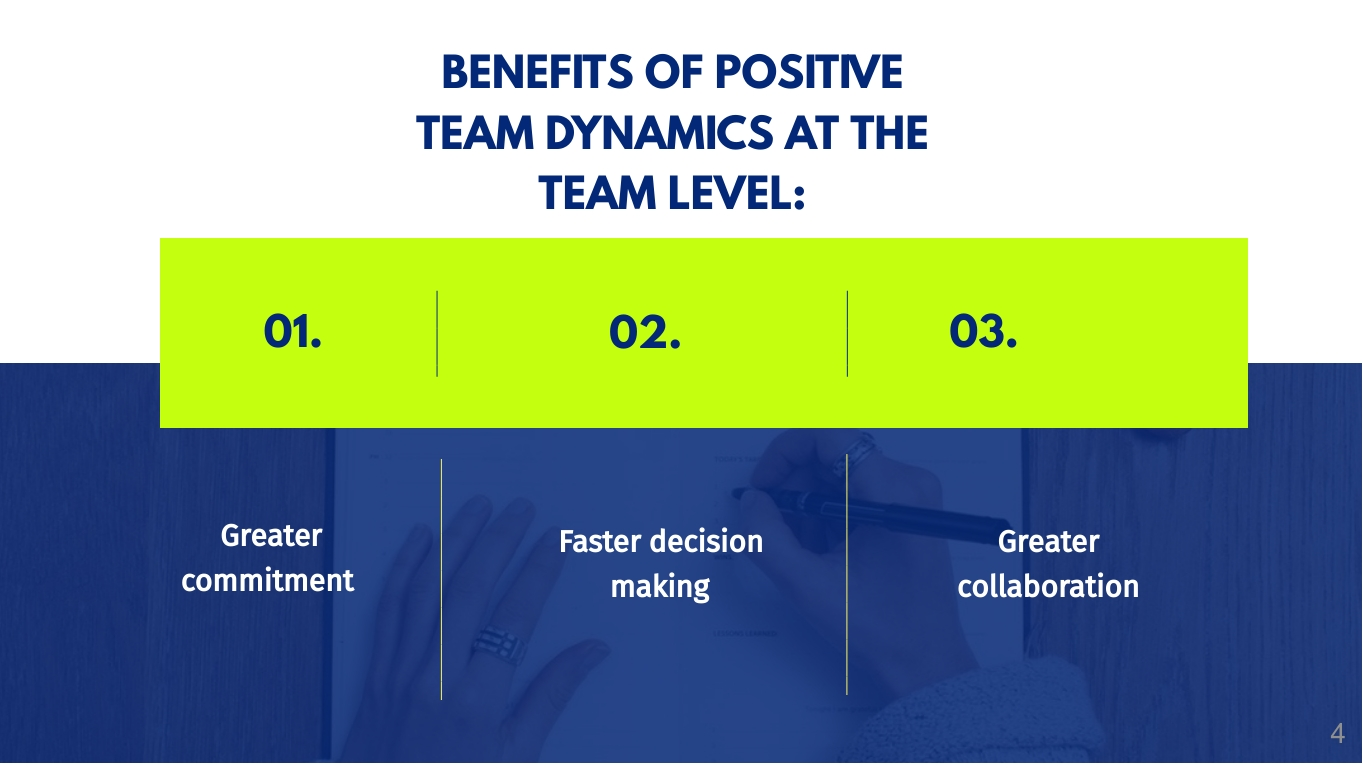 BENEFITS OF POSITIVE
TEAM DYNAMICS AT THE
TEAM LEVEL:
01.
02.
03.
Greater
commitment
Faster decision
making
Greater
collaboration
4